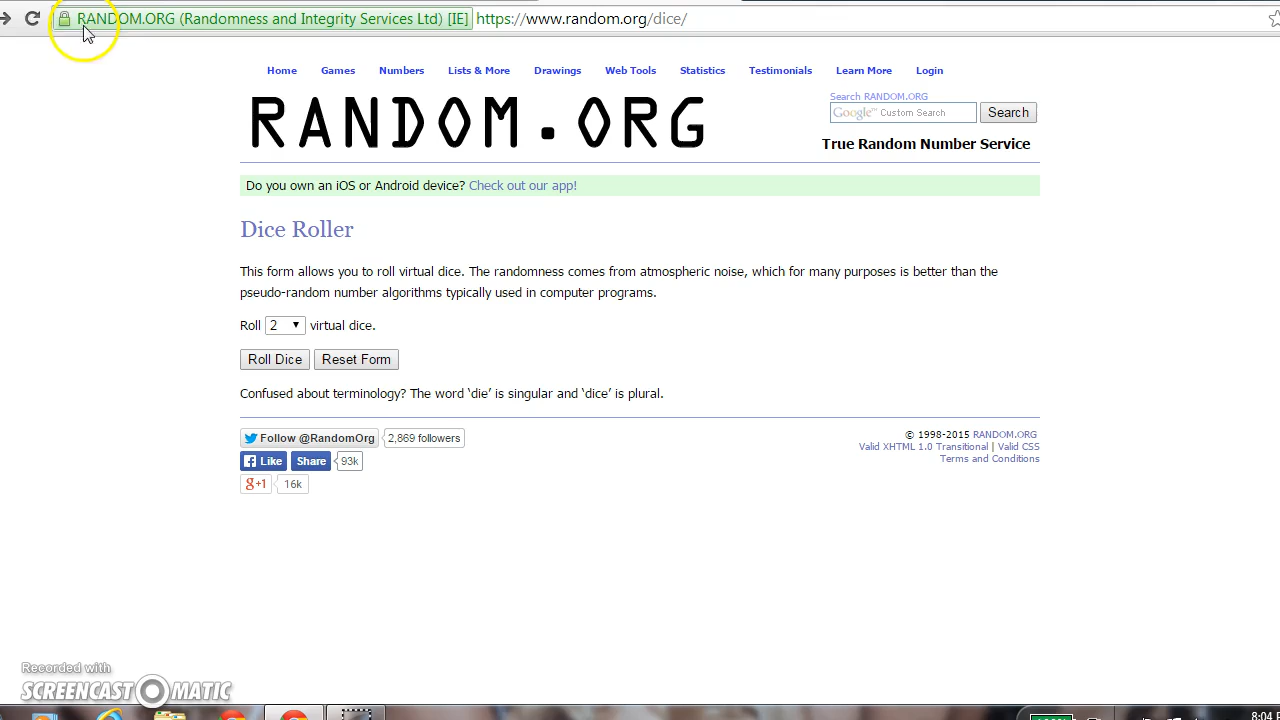 RANDOM.ORG (Randomness and Integrity Services Ltd) [IE] https://www.random.org/dice/
Home Games Numbers Lists & More Drawings Web Tools Statistics Testimonials Learn More Login
RANDOM.ORG
Search RANDOM.ORG
Google™ Custom Search Search
True Random Number Service
Do you own an iOS or Android device? Check out our app!
Dice Roller
This form allows you to roll virtual dice. The randomness comes from atmospheric noise, which for many purposes is better than the
pseudo-random number algorithms typically used in computer programs.
Roll 2 virtual dice.
Roll Dice Reset Form
Confused about terminology? The word ‘die’ is singular and ‘dice’ is plural.
Follow @RandomOrg 2,869 followers
Like Share 93k
g+1 16k
© 1998-2015 RANDOM.ORG
Valid XHTML 1.0 Transitional | Valid CSS
Terms and Conditions
Recorded with
SCREENCAST MATIC